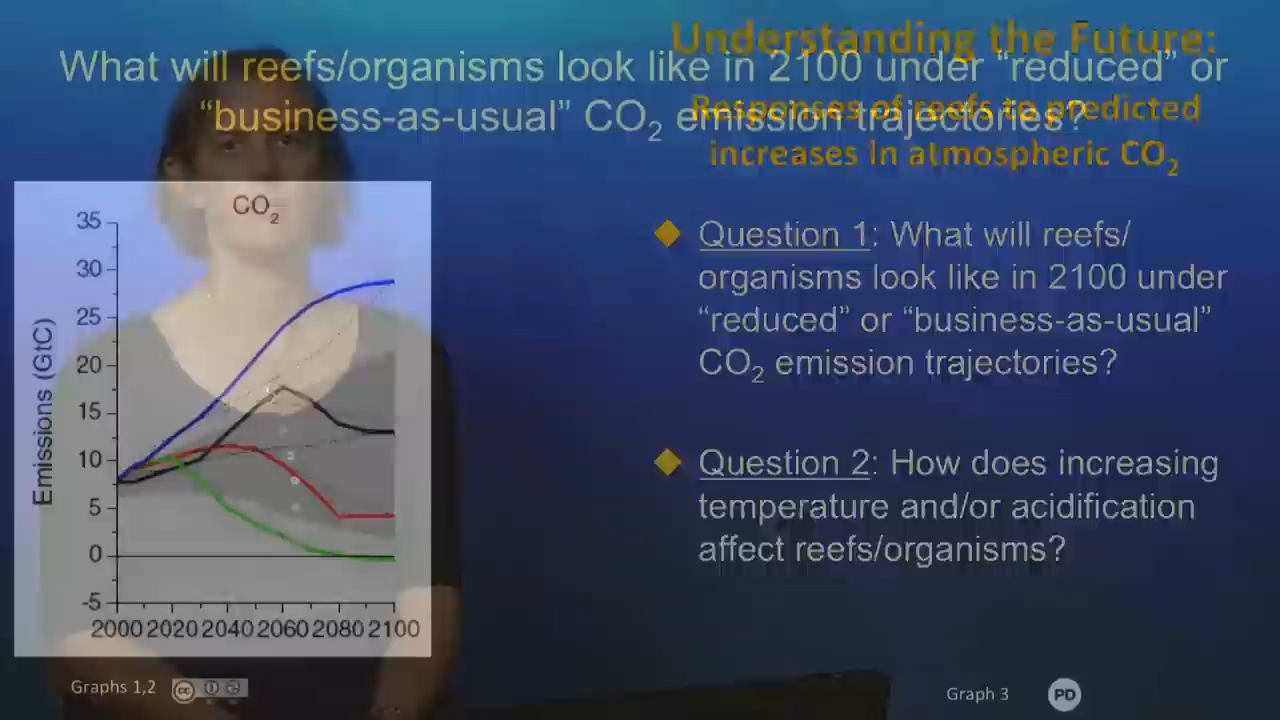 What will reefs/organisms look like in 2100 under “reduced” or
“business-as-usual” CO₂ emission trajectories?
Understanding the Future:
Responses of reefs to predicted
increases in atmospheric CO₂
CO₂
35
30
25
20
15
10
5
0
-5
Emissions (GtC)
2000 2020 2040 2060 2080 2100
Question 1: What will reefs/
organisms look like in 2100 under
“reduced” or “business-as-usual”
CO₂ emission trajectories?
Question 2: How does increasing
temperature and/or acidification
affect reefs/organisms?
Graphs 1,2
cc
Graph 3
PD